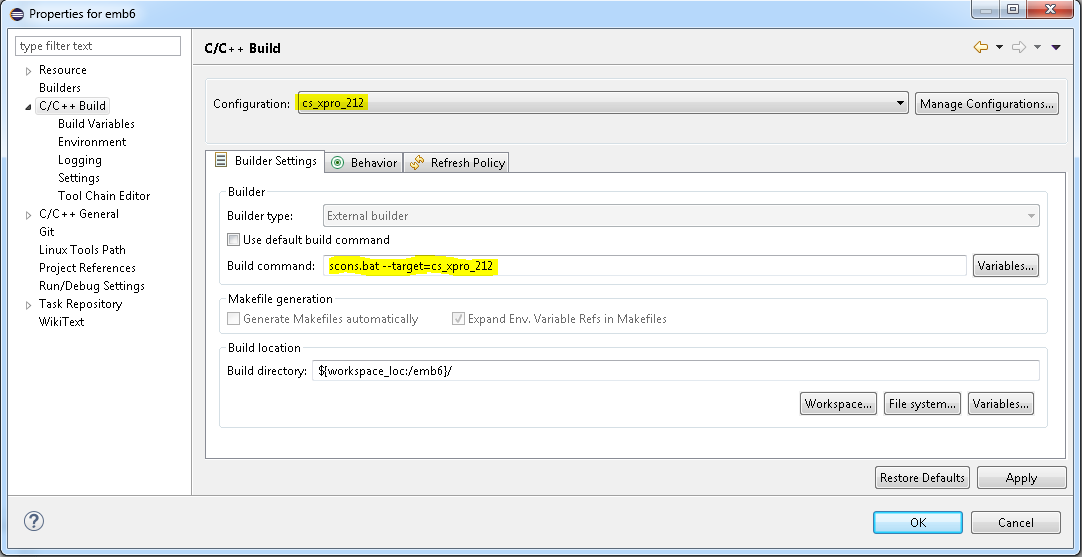 Properties for emb6
type filter text
Resource
Builders
C/C++ Build
Build Variables
Environment
Logging
Settings
Tool Chain Editor
C/C++ General
Git
Linux Tools Path
Project References
Run/Debug Settings
Task Repository
WikiText
C/C++ Build
Configuration: cs_xpro_212 Manage Configurations...
Builder Settings Behavior Refresh Policy
Builder
Builder type: External builder
Use default build command
Build command: scons.bat --target=cs_xpro_212 Variables...
Makefile generation
Generate Makefiles automatically Expand Env. Variable Refs in Makefiles
Build location
Build directory: ${workspace_loc:/emb6}/
Workspace... File system... Variables...
Restore Defaults Apply
? OK Cancel